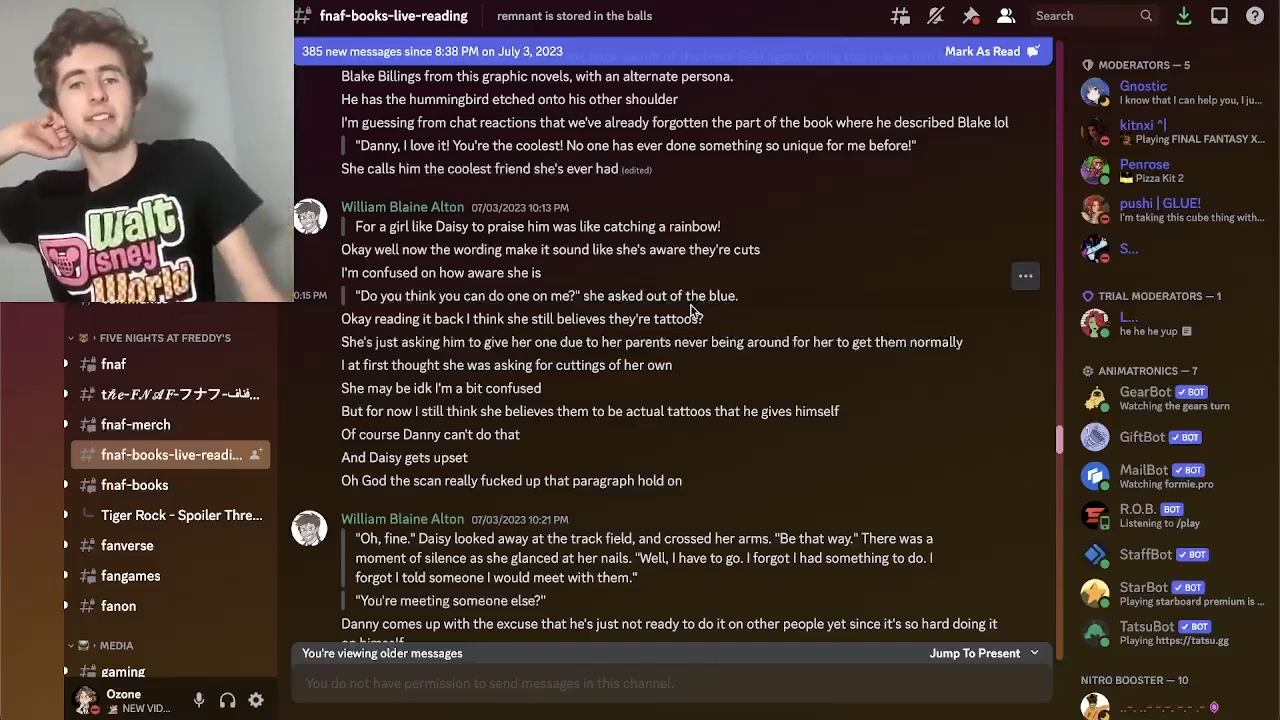 fnaf-books-live-reading
remnant is stored in the balls
Search
385 new messages since 8:38 PM on July 3, 2023
Mark As Read
Blake Billings from this graphic novels, with an alternate persona.
He has the hummingbird etched onto his other shoulder
I'm guessing from chat reactions that we've already forgotten the part of the book where he described Blake lol
"Danny, I love it! You're the coolest! No one has ever done something so unique for me before!"
She calls him the coolest friend she's ever had (edited)
William Blaine Alton 07/03/2023 10:13 PM
For a girl like Daisy to praise him was like catching a rainbow!
Okay well now the wording make it sound like she's aware they're cuts
I'm confused on how aware she is
10:15 PM
"Do you think you can do one on me?" she asked out of the blue.
Okay reading it back I think she still believes they're tattoos?
She's just asking him to give her one due to her parents never being around for her to get them normally
I at first thought she was asking for cuttings of her own
She may be idk I'm a bit confused
But for now I still think she believes them to be actual tattoos that he gives himself
Of course Danny can't do that
And Daisy gets upset
Oh God the scan really fucked up that paragraph hold on
William Blaine Alton 07/03/2023 10:21 PM
"Oh, fine." Daisy looked away at the track field, and crossed her arms. "Be that way." There was a
moment of silence as she glanced at her nails. "Well, I have to go. I forgot I had something to do. I
forgot I told someone I would meet with them."
"You're meeting someone else?"
Danny comes up with the excuse that he's just not ready to do it on other people yet since it's so hard doing it
on himself
You're viewing older messages
Jump To Present
You do not have permission to send messages in this channel.
Walt
Disney
World
FIVE NIGHTS AT FREDDY'S
fnaf
fnaf-merch
fnaf-books-live-readi...
fnaf-books
Tiger Rock - Spoiler Thre...
fanverse
fangames
fanon
MEDIA
gaming
Ozone
NEW VID...
MODERATORS — 5
Gnostic
I know that I can help you, I ju...
kitnxi ^|
Playing FINAL FANTASY X...
Penrose
Pizza Kit 2
pushi | GLUE!
I'm taking this cube thing with...
S...
TRIAL MODERATORS — 1
L...
he he he yup
ANIMATRONICS — 7
GearBot BOT
Watching the gears turn
GiftBot BOT
MailBot BOT
Watching formie.pro
R.O.B. BOT
Listening to /play
StaffBot BOT
StarBot BOT
Playing starboard premium is ...
TatsuBot BOT
Playing https://tatsu.gg
NITRO BOOSTER — 10